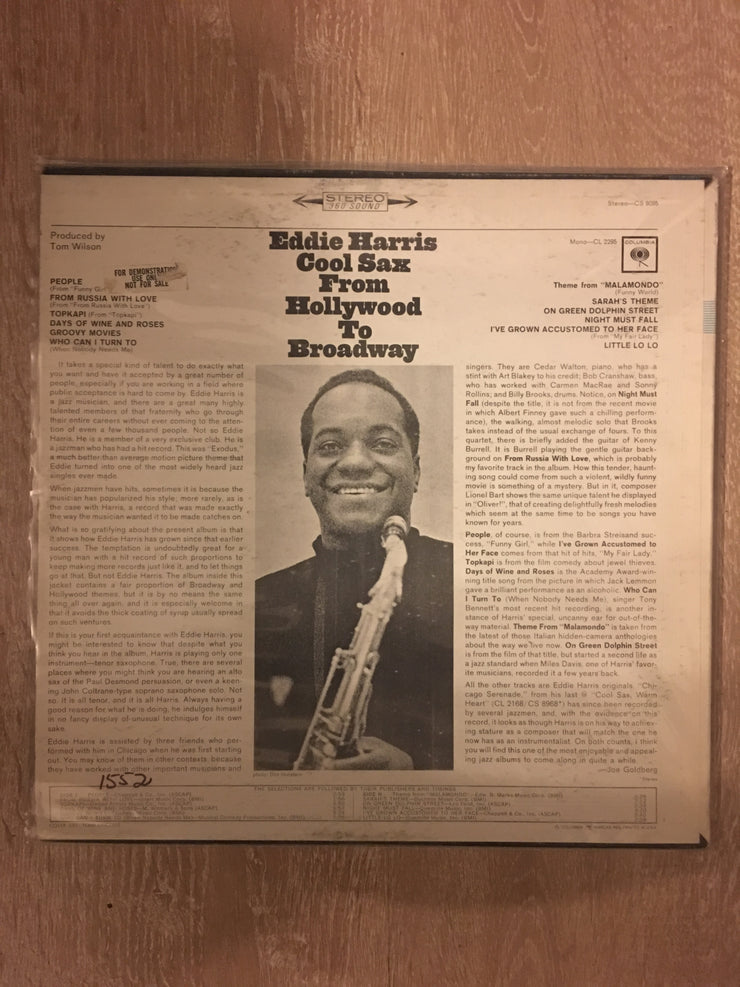 STEREO
360 SOUND
Stereo—CS 9095
Produced by
Tom Wilson
Mono—CL 2295
COLUMBIA
Eddie Harris
Cool Sax
From
Hollywood
To
Broadway
FOR DEMONSTRATION
USE ONLY
NOT FOR SALE
PEOPLE
(From "Funny Girl
FROM RUSSIA WITH LOVE
(From "From Russia With Love")
TOPKAPI (From "Topkapi")
DAYS OF WINE AND ROSES
GROOVY MOVIES
WHO CAN I TURN TO
(When Nobody Needs Me)
Theme from "MALAMONDO"
(Funny World)
SARAH'S THEME
ON GREEN DOLPHIN STREET
NIGHT MUST FALL
I'VE GROWN ACCUSTOMED TO HER FACE
(From "My Fair Lady")
LITTLE LO LO
It takes a special kind of talent to do exactly what
you want and have it accepted by a great number of
people, especially if you are working in a field where
public acceptance is hard to come by. Eddie Harris is
a jazz musician, and there are a great many highly
talented members of that fraternity who go through
their entire careers without ever coming to the atten-
tion of even a few thousand people. Not so Eddie
Harris. He is a member of a very exclusive club. He is
a jazzman who has had a hit record. This was "Exodus,"
a much better than average motion picture theme that
Eddie turned into one of the most widely heard jazz
singles ever made.
When jazzmen have hits, sometimes it is because the
musician has popularized his style; more rarely, as is
the case with Harris, a record that was made exactly
the way the musician wanted it to be made catches on.
What is so gratifying about the present album is that
it shows how Eddie Harris has grown since that earlier
success. The temptation is undoubtedly great for a
young man with a hit record of such proportions to
keep making more records just like it, and to let things
go at that. But not Eddie Harris. The album inside this
jacket contains a fair proportion of Broadway and
Hollywood themes, but it is by no means the same
thing all over again, and it is especially welcome in
that it avoids the thick coating of syrup usually spread
on such ventures.
If this is your first acquaintance with Eddie Harris, you
might be interested to know that despite what you
think you hear in the album, Harris is playing only one
instrument—tenor saxophone. True, there are several
places where you might think you are hearing an alto
sax of the Paul Desmond persuasion, or even a keen-
ing John Coltrane-type soprano saxophone solo. Not
so. It is all tenor, and it is all Harris. Always having a
good reason for what he is doing, he indulges himself
in no fancy display of unusual technique for its own
sake.
Eddie Harris is assisted by three friends who per-
formed with him in Chicago when he was first starting
out. You may know of them in other contexts, because
they have worked with other important musicians and
singers. They are Cedar Walton, piano, who has a
stint with Art Blakey to his credit; Bob Cranshaw, bass,
who has worked with Carmen MacRae and Sonny
Rollins; and Billy Brooks, drums. Notice, on Night Must
Fall (despite the title, it is not from the recent movie
in which Albert Finney gave such a chilling perform-
ance), the walking, almost melodic solo that Brooks
takes instead of the usual exchange of fours. To this
quartet, there is briefly added the guitar of Kenny
Burrell. It is Burrell playing the gentle guitar back-
ground on From Russia With Love, which is probably
my favorite track in the album. How this tender, haunt-
ing song could come from such a violent, wildly funny
movie is something of a mystery. But in it, composer
Lionel Bart shows the same unique talent he displayed
in "Oliver!", that of creating delightfully fresh melodies
which seem at the same time to be songs you have
known for years.
People, of course, is from the Barbra Streisand suc-
cess, "Funny Girl," while I've Grown Accustomed to
Her Face comes from that hit of hits, "My Fair Lady."
Topkapi is from the film comedy about jewel thieves.
Days of Wine and Roses is the Academy Award-win-
ning title song from the picture in which Jack Lemmon
gave a brilliant performance as an alcoholic. Who Can
I Turn To (When Nobody Needs Me), singer Tony
Bennett's most recent hit recording, is another in-
stance of Harris' special, uncanny ear for out-of-the-
way material. Theme From "Malamondo" is taken from
the latest of those Italian hidden-camera anthologies
about the way we live now. On Green Dolphin Street
is from the film of that title, but started a second life as
a jazz standard when Miles Davis, one of Harris' favor-
ite musicians, recorded it a few years back.
All the other tracks are Eddie Harris originals. "Chi-
cago Serenade," from his last "Cool Sax, Warm
Heart" (CL 2168/CS 8968*) has since been recorded
by several jazzmen, and, with the evidence on this
record, it looks as though Harris is on his way to achieving
stature as a composer that will match the one he
now has as an instrumentalist. On both counts, I think
you will find this one of the most enjoyable and appeal-
ing jazz albums to come along in quite a while.
—Joe Goldberg
1552
THE SELECTIONS ARE FOLLOWED BY THEIR PUBLISHERS AND TIMINGS